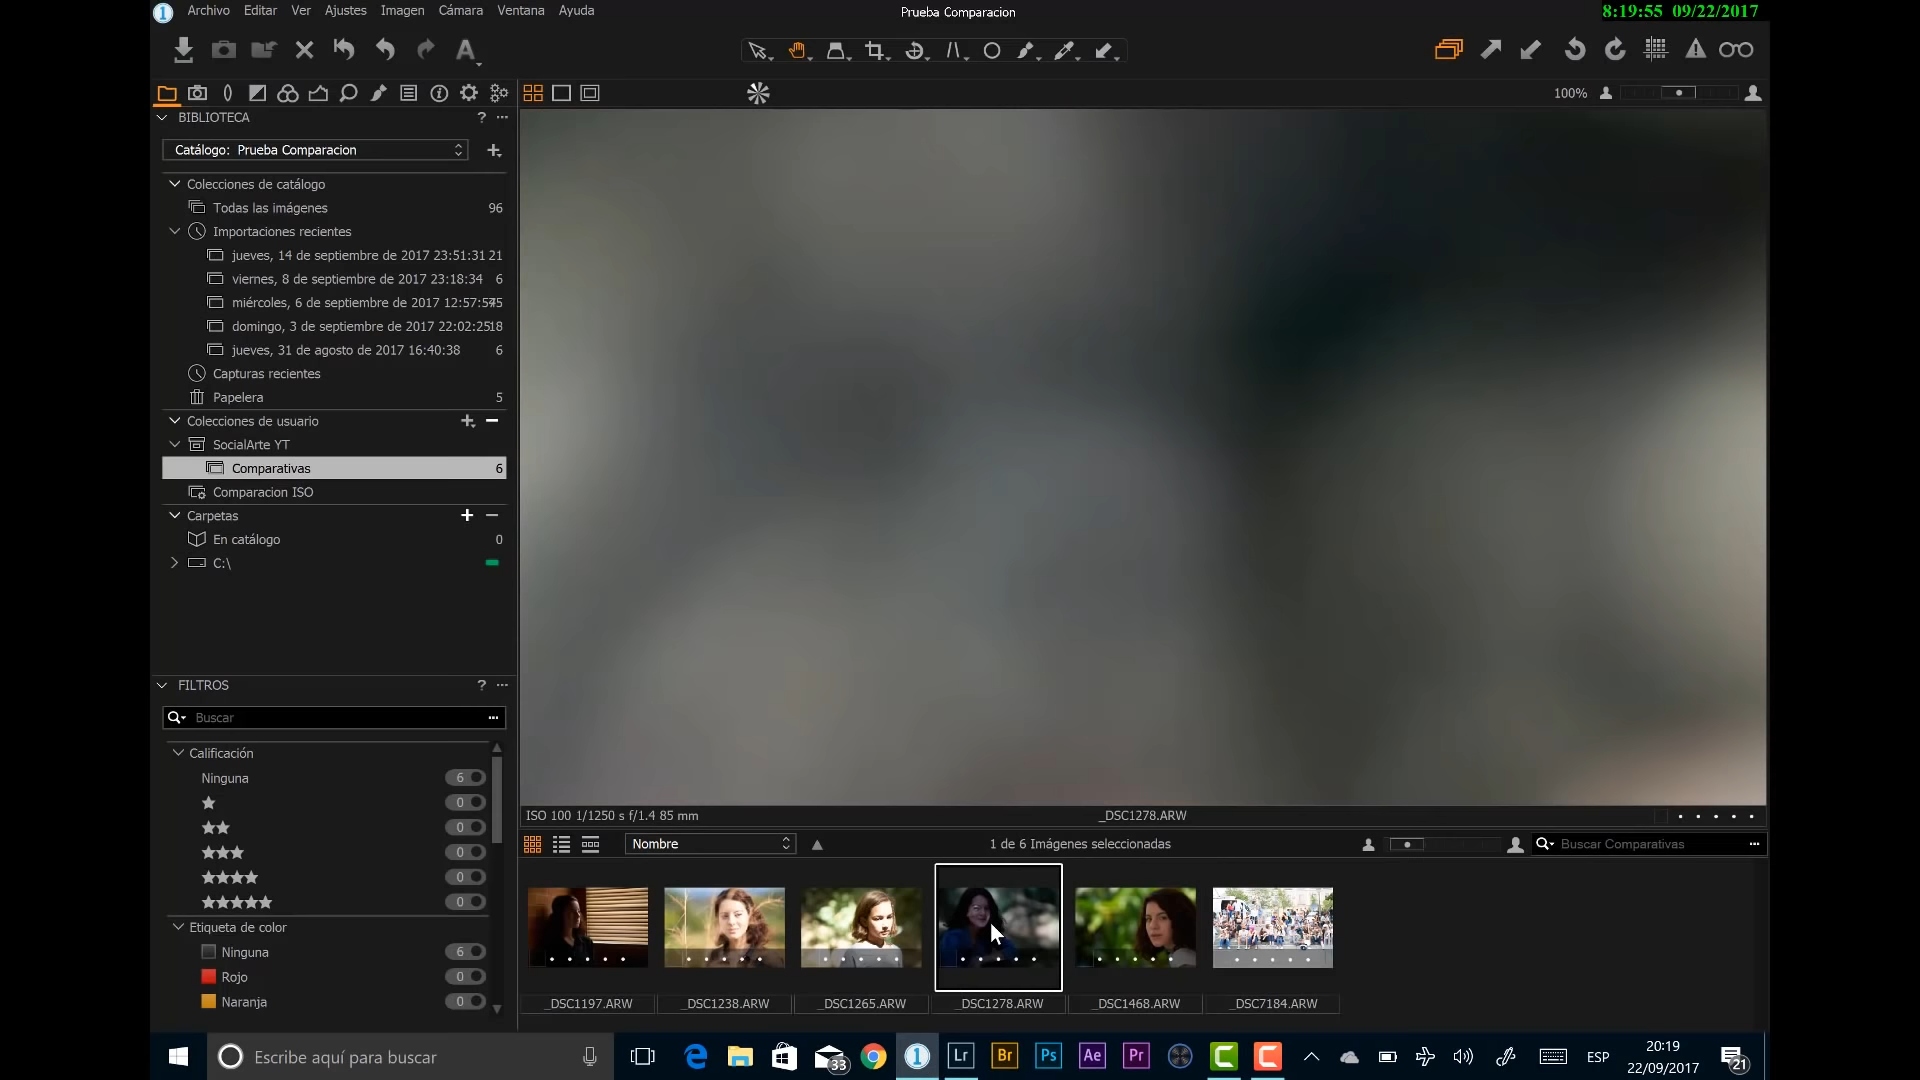 Archivo Editar Ver Ajustes Imagen Cámara Ventana Ayuda
Prueba Comparacion
8:19:55 09/22/2017
100%
BIBLIOTECA
Catálogo: Prueba Comparacion
Colecciones de catálogo
Todas las imágenes 96
Importaciones recientes
jueves, 14 de septiembre de 2017 23:51:31 21
viernes, 8 de septiembre de 2017 23:18:34 6
miércoles, 6 de septiembre de 2017 12:57:5 45
domingo, 3 de septiembre de 2017 22:02:25 18
jueves, 31 de agosto de 2017 16:40:38 6
Capturas recientes
Papelera 5
Colecciones de usuario
SocialArte YT
Comparativas 6
Comparacion ISO
Carpetas
En catálogo 0
C:\
FILTROS
Buscar
Calificación
Ninguna 6
0
0
0
0
0
Etiqueta de color
Ninguna 6
Rojo 0
Naranja 0
ISO 100 1/1250 s f/1.4 85 mm
_DSC1278.ARW
Nombre
1 de 6 Imágenes seleccionadas
Buscar Comparativas
_DSC1197.ARW _DSC1238.ARW _DSC1265.ARW _DSC1278.ARW _DSC1468.ARW _DSC7184.ARW
Escribe aquí para buscar
33
Lr Br Ps Ae Pr
ESP
20:19
22/09/2017
21